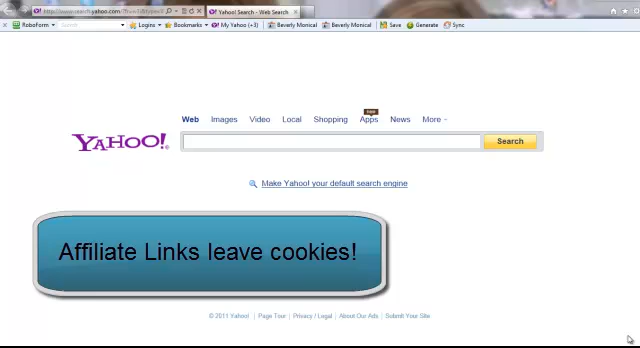 Yahoo! Search - Web Search
RoboForm Search Logins Bookmarks My Yahoo (+3) Beverly Monical Beverly Monical Save Generate Sync
Web Images Video Local Shopping Apps News More
YAHOO! Search
Make Yahoo! your default search engine
Affiliate Links leave cookies!
© 2011 Yahoo! | Page Tour | Privacy / Legal | About Our Ads | Submit Your Site